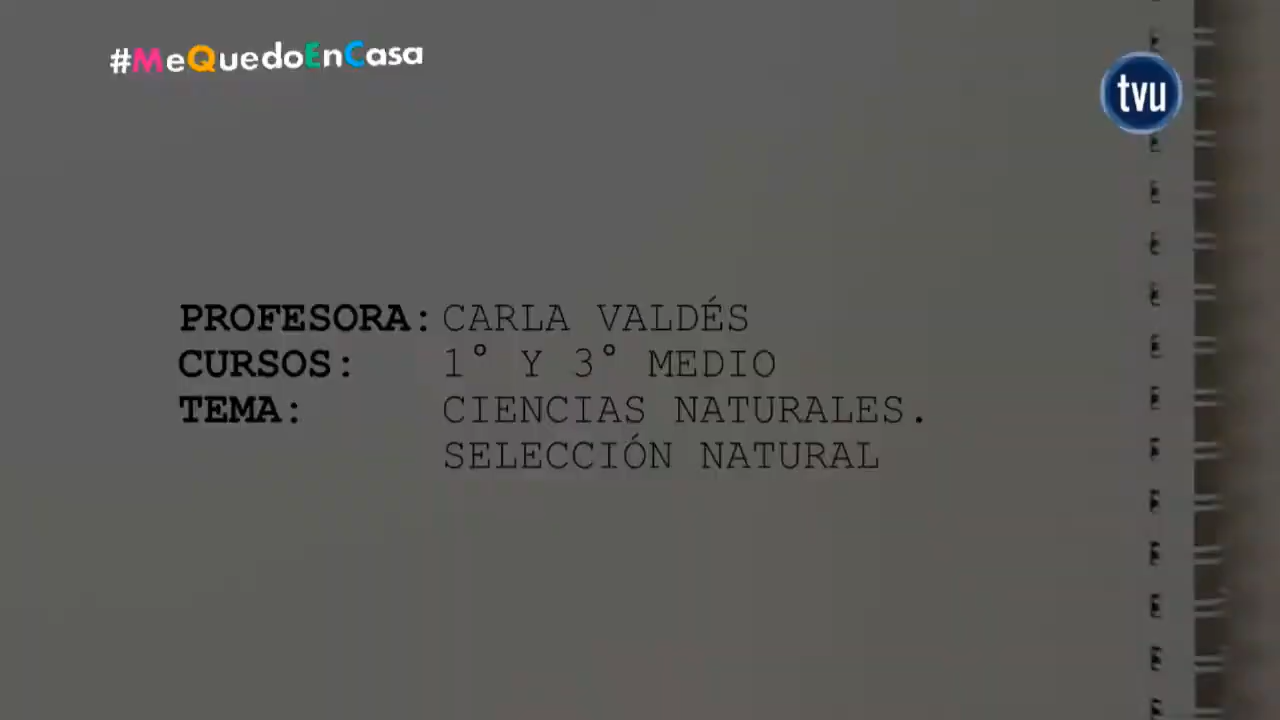 #MeQuedoEnCasa
tvu
PROFESORA: CARLA VALDÉS
CURSOS: 1° Y 3° MEDIO
TEMA: CIENCIAS NATURALES.
SELECCIÓN NATURAL